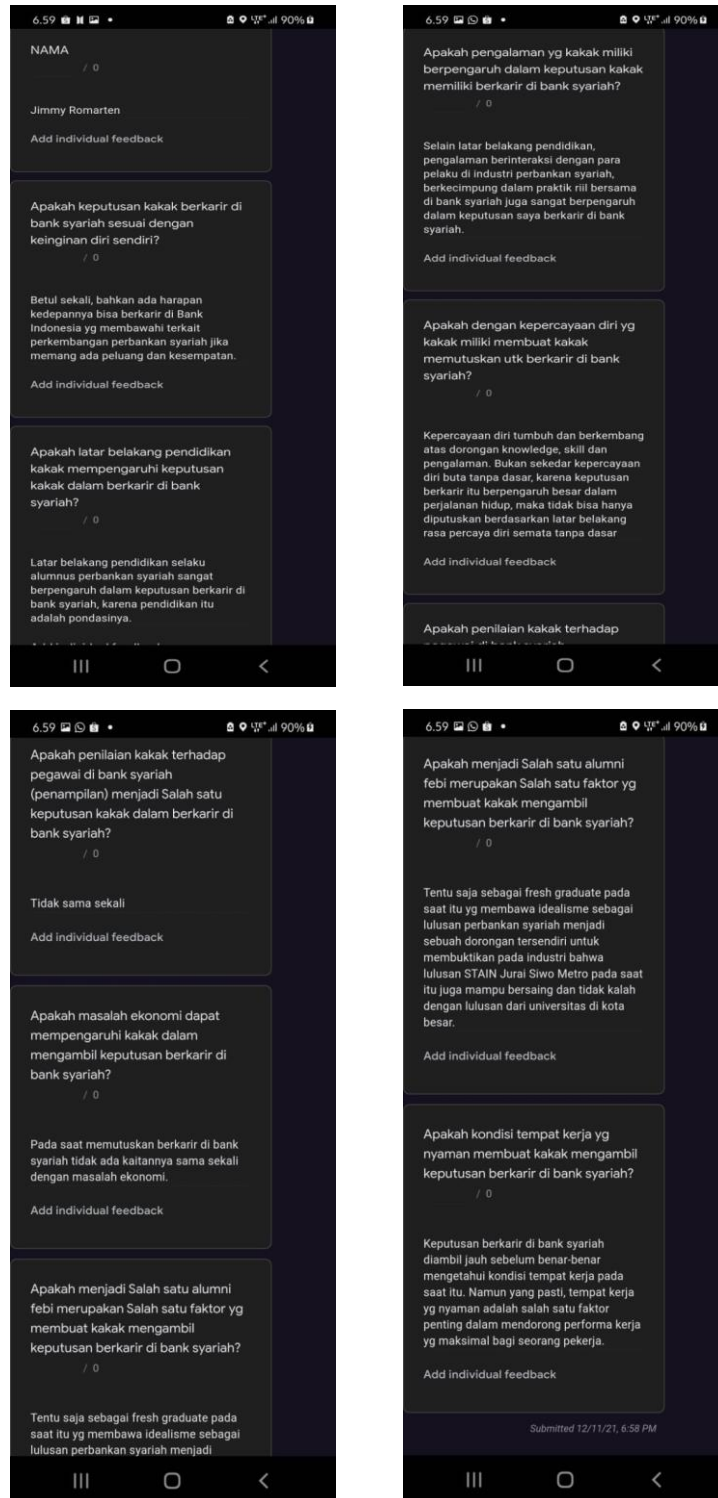 6.59
90%
NAMA
/ 0
Jimmy Romarten
Add individual feedback
Apakah keputusan kakak berkarir di
bank syariah sesuai dengan
keinginan diri sendiri?
/ 0
Betul sekali, bahkan ada harapan
kedepannya bisa berkarir di Bank
Indonesia yg membawahi terkait
perkembangan perbankan syariah jika
memang ada peluang dan kesempatan.
Add individual feedback
Apakah latar belakang pendidikan
kakak mempengaruhi keputusan
kakak dalam berkarir di bank
syariah?
/ 0
Latar belakang pendidikan selaku
alumnus perbankan syariah sangat
berpengaruh dalam keputusan berkarir di
bank syariah, karena pendidikan itu
adalah pondasinya.
6.59
90%
Apakah pengalaman yg kakak miliki
berpengaruh dalam keputusan kakak
memiliki berkarir di bank syariah?
/ 0
Selain latar belakang pendidikan,
pengalaman berinteraksi dengan para
pelaku di industri perbankan syariah,
berkecimpung dalam praktik riil bersama
di bank syariah juga sangat berpengaruh
dalam keputusan saya berkarir di bank
syariah.
Add individual feedback
Apakah dengan kepercayaan diri yg
kakak miliki membuat kakak
memutuskan utk berkarir di bank
syariah?
/ 0
Kepercayaan diri tumbuh dan berkembang
atas dorongan knowledge, skill dan
pengalaman. Bukan sekedar kepercayaan
diri buta tanpa dasar, karena keputusan
berkarir itu berpengaruh besar dalam
perjalanan hidup, maka tidak bisa hanya
diputuskan berdasarkan latar belakang
rasa percaya diri semata tanpa dasar
Add individual feedback
Apakah penilaian kakak terhadap
6.59
90%
Apakah penilaian kakak terhadap
pegawai di bank syariah
(penampilan) menjadi Salah satu
keputusan kakak dalam berkarir di
bank syariah?
/ 0
Tidak sama sekali
Add individual feedback
Apakah masalah ekonomi dapat
mempengaruhi kakak dalam
mengambil keputusan berkarir di
bank syariah?
/ 0
Pada saat memutuskan berkarir di bank
syariah tidak ada kaitannya sama sekali
dengan masalah ekonomi.
Add individual feedback
Apakah menjadi Salah satu alumni
febi merupakan Salah satu faktor yg
membuat kakak mengambil
keputusan berkarir di bank syariah?
/ 0
Tentu saja sebagai fresh graduate pada
saat itu yg membawa idealisme sebagai
lulusan perbankan syariah menjadi
6.59
90%
Apakah menjadi Salah satu alumni
febi merupakan Salah satu faktor yg
membuat kakak mengambil
keputusan berkarir di bank syariah?
/ 0
Tentu saja sebagai fresh graduate pada
saat itu yg membawa idealisme sebagai
lulusan perbankan syariah menjadi
sebuah dorongan tersendiri untuk
membuktikan pada industri bahwa
lulusan STAIN Jurai Siwo Metro pada saat
itu juga mampu bersaing dan tidak kalah
dengan lulusan dari universitas di kota
besar.
Add individual feedback
Apakah kondisi tempat kerja yg
nyaman membuat kakak mengambil
keputusan berkarir di bank syariah?
/ 0
Keputusan berkarir di bank syariah
diambil jauh sebelum benar-benar
mengetahui kondisi tempat kerja pada
saat itu. Namun yang pasti, tempat kerja
yg nyaman adalah salah satu faktor
penting dalam mendorong performa kerja
yg maksimal bagi seorang pekerja.
Add individual feedback
Submitted 12/11/21, 6:58 PM